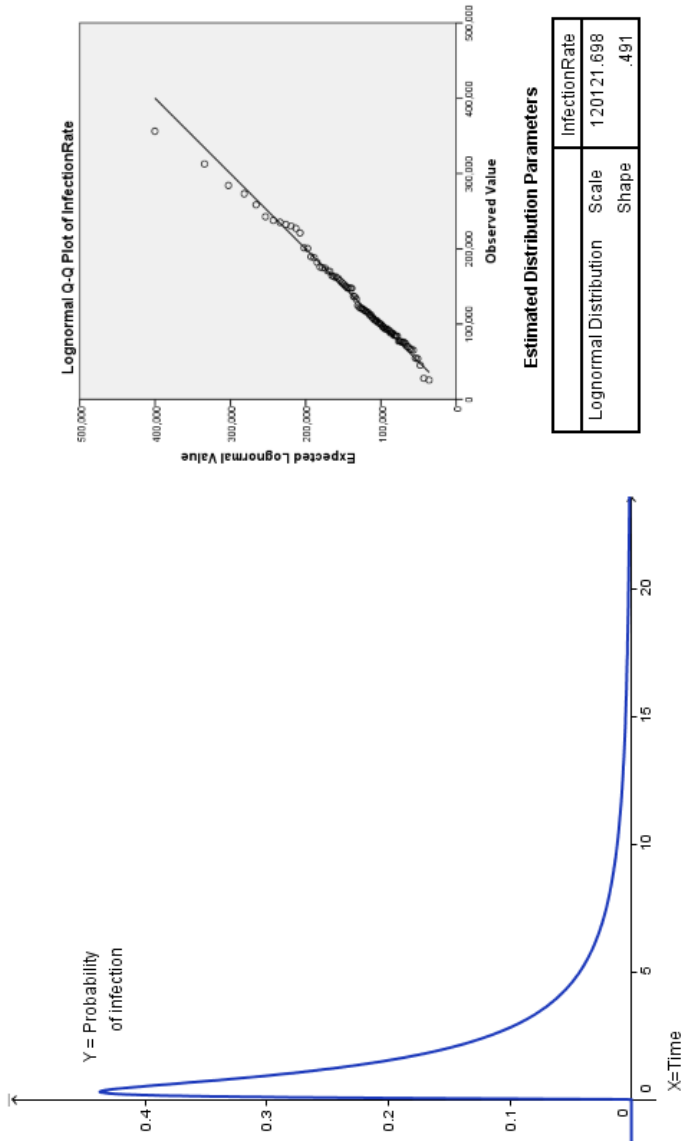 Y = Probability
of infection
0.4
0.3
0.2
0.1
0
0
5
10
15
20
X=Time
Lognormal Q-Q Plot of InfectionRate
Expected Lognormal Value
500,000
400,000
300,000
200,000
100,000
0
0
100,000
200,000
300,000
400,000
500,000
Observed Value
Estimated Distribution Parameters
InfectionRate
Lognormal Distribution Scale 120121.698
Shape .491